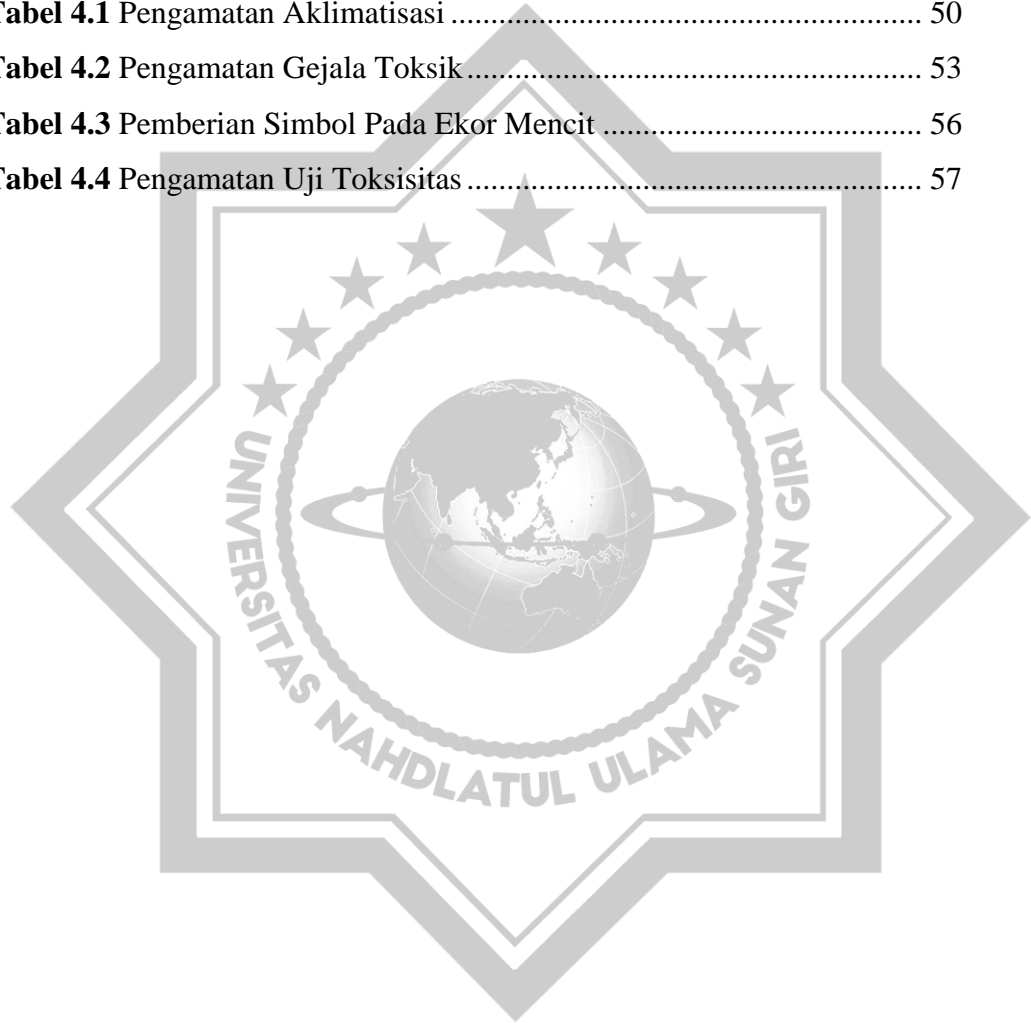 Tabel 4.1 Pengamatan Aklimatisasi ........................................................... 50
Tabel 4.2 Pengamatan Gejala Toksik ......................................................... 53
Tabel 4.3 Pemberian Simbol Pada Ekor Mencit ........................................ 56
Tabel 4.4 Pengamatan Uji Toksisitas ......................................................... 57
UNIVERSITAS NAHDLATUL ULAMA SUNAN GIRI